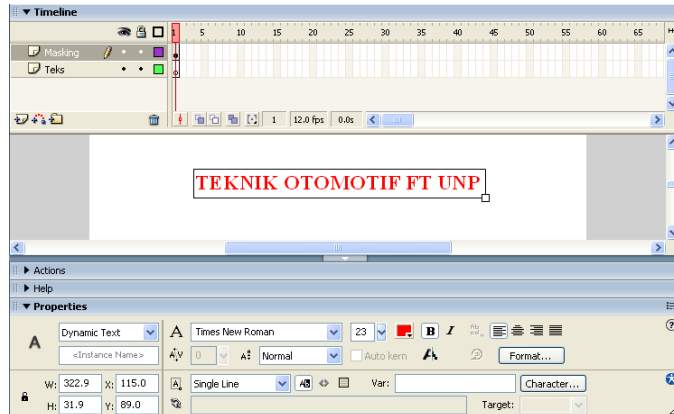 ▼ Timeline
1 5 10 15 20 25 30 35 40 45 50 55 60 65
Masking
Teks
1 12.0 fps 0.0s
TEKNIK OTOMOTIF FT UNP
Actions
Help
▼ Properties
A Dynamic Text A Times New Roman 23 B I
<Instance Name> A|V 0 Normal Auto kern Format...
W: 322.9 X: 115.0 A Single Line AB <> Var: Character...
H: 31.9 Y: 89.0 Target: